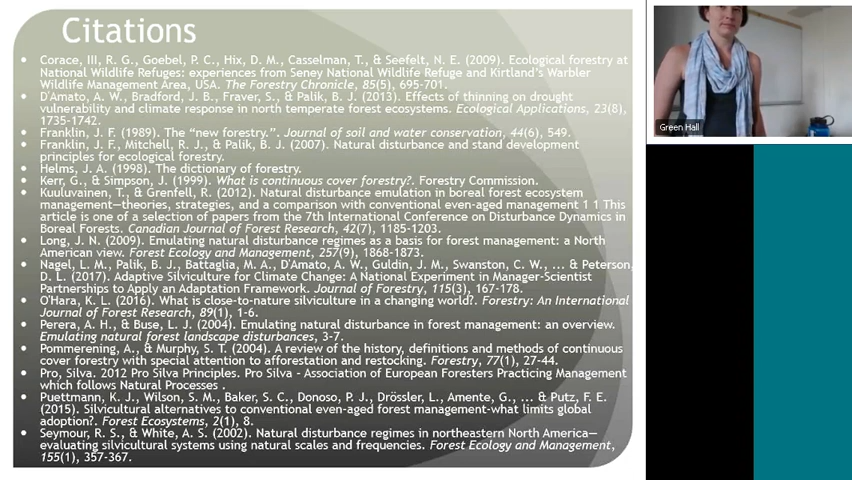 Citations
Corace, III, R. G., Goebel, P. C., Hix, D. M., Casselman, T., & Seefelt, N. E. (2009). Ecological forestry at
National Wildlife Refuges: experiences from Seney National Wildlife Refuge and Kirtland's Warbler
Wildlife Management Area, USA. The Forestry Chronicle, 85(5), 695-701.
D'Amato, A. W., Bradford, J. B., Fraver, S., & Palik, B. J. (2013). Effects of thinning on drought
vulnerability and climate response in north temperate forest ecosystems. Ecological Applications, 23(8),
1735-1742.
Franklin, J. F. (1989). The "new forestry.". Journal of soil and water conservation, 44(6), 549.
Franklin, J. F., Mitchell, R. J., & Palik, B. J. (2007). Natural disturbance and stand development
principles for ecological forestry.
Helms, J. A. (1998). The dictionary of forestry.
Kerr, G., & Simpson, J. (1999). What is continuous cover forestry?. Forestry Commission.
Kuuluvainen, T., & Grenfell, R. (2012). Natural disturbance emulation in boreal forest ecosystem
management—theories, strategies, and a comparison with conventional even-aged management 1 1 This
article is one of a selection of papers from the 7th International Conference on Disturbance Dynamics in
Boreal Forests. Canadian Journal of Forest Research, 42(7), 1185-1203.
Long, J. N. (2009). Emulating natural disturbance regimes as a basis for forest management: a North
American view. Forest Ecology and Management, 257(9), 1868-1873.
Nagel, L. M., Palik, B. J., Battaglia, M. A., D'Amato, A. W., Guldin, J. M., Swanston, C. W., ... & Peterson,
D. L. (2017). Adaptive Silviculture for Climate Change: A National Experiment in Manager-Scientist
Partnerships to Apply an Adaptation Framework. Journal of Forestry, 115(3), 167-178.
O'Hara, K. L. (2016). What is close-to-nature silviculture in a changing world?. Forestry: An International
Journal of Forest Research, 89(1), 1-6.
Perera, A. H., & Buse, L. J. (2004). Emulating natural disturbance in forest management: an overview.
Emulating natural forest landscape disturbances, 3-7.
Pommerening, A., & Murphy, S. T. (2004). A review of the history, definitions and methods of continuous
cover forestry with special attention to afforestation and restocking. Forestry, 77(1), 27-44.
Pro, Silva. 2012 Pro Silva Principles. Pro Silva - Association of European Foresters Practicing Management
which follows Natural Processes .
Puettmann, K. J., Wilson, S. M., Baker, S. C., Donoso, P. J., Drössler, L., Amente, G., ... & Putz, F. E.
(2015). Silvicultural alternatives to conventional even-aged forest management-what limits global
adoption?. Forest Ecosystems, 2(1), 8.
Seymour, R. S., & White, A. S. (2002). Natural disturbance regimes in northeastern North America—
evaluating silvicultural systems using natural scales and frequencies. Forest Ecology and Management,
155(1), 357-367.
Green Hall